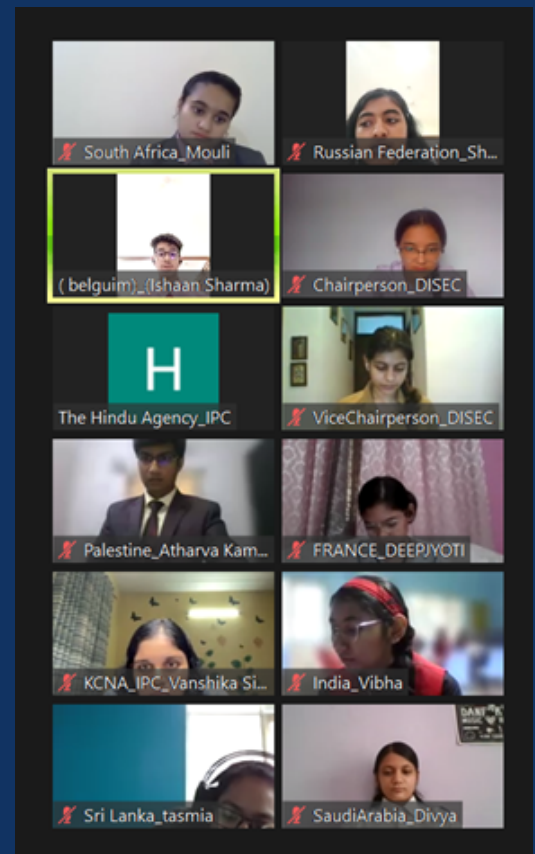 South Africa_Mouli
Russian Federation_Sh...
( belguim)_(Ishaan Sharma)
Chairperson_DISEC
H
The Hindu Agency_IPC
ViceChairperson_DISEC
Palestine_Atharva Kam...
FRANCE_DEEPJYOTI
KCNA_IPC_Vanshika Si...
India_Vibha
Sri Lanka_tasmia
SaudiArabia_Divya